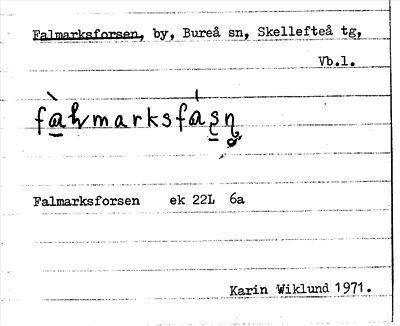 Falmarksforsen, by, Bureå sn, Skellefteå tg,
Vb.l.
Falmarksforsen ek 22L 6a
Karin Wiklund 1971.